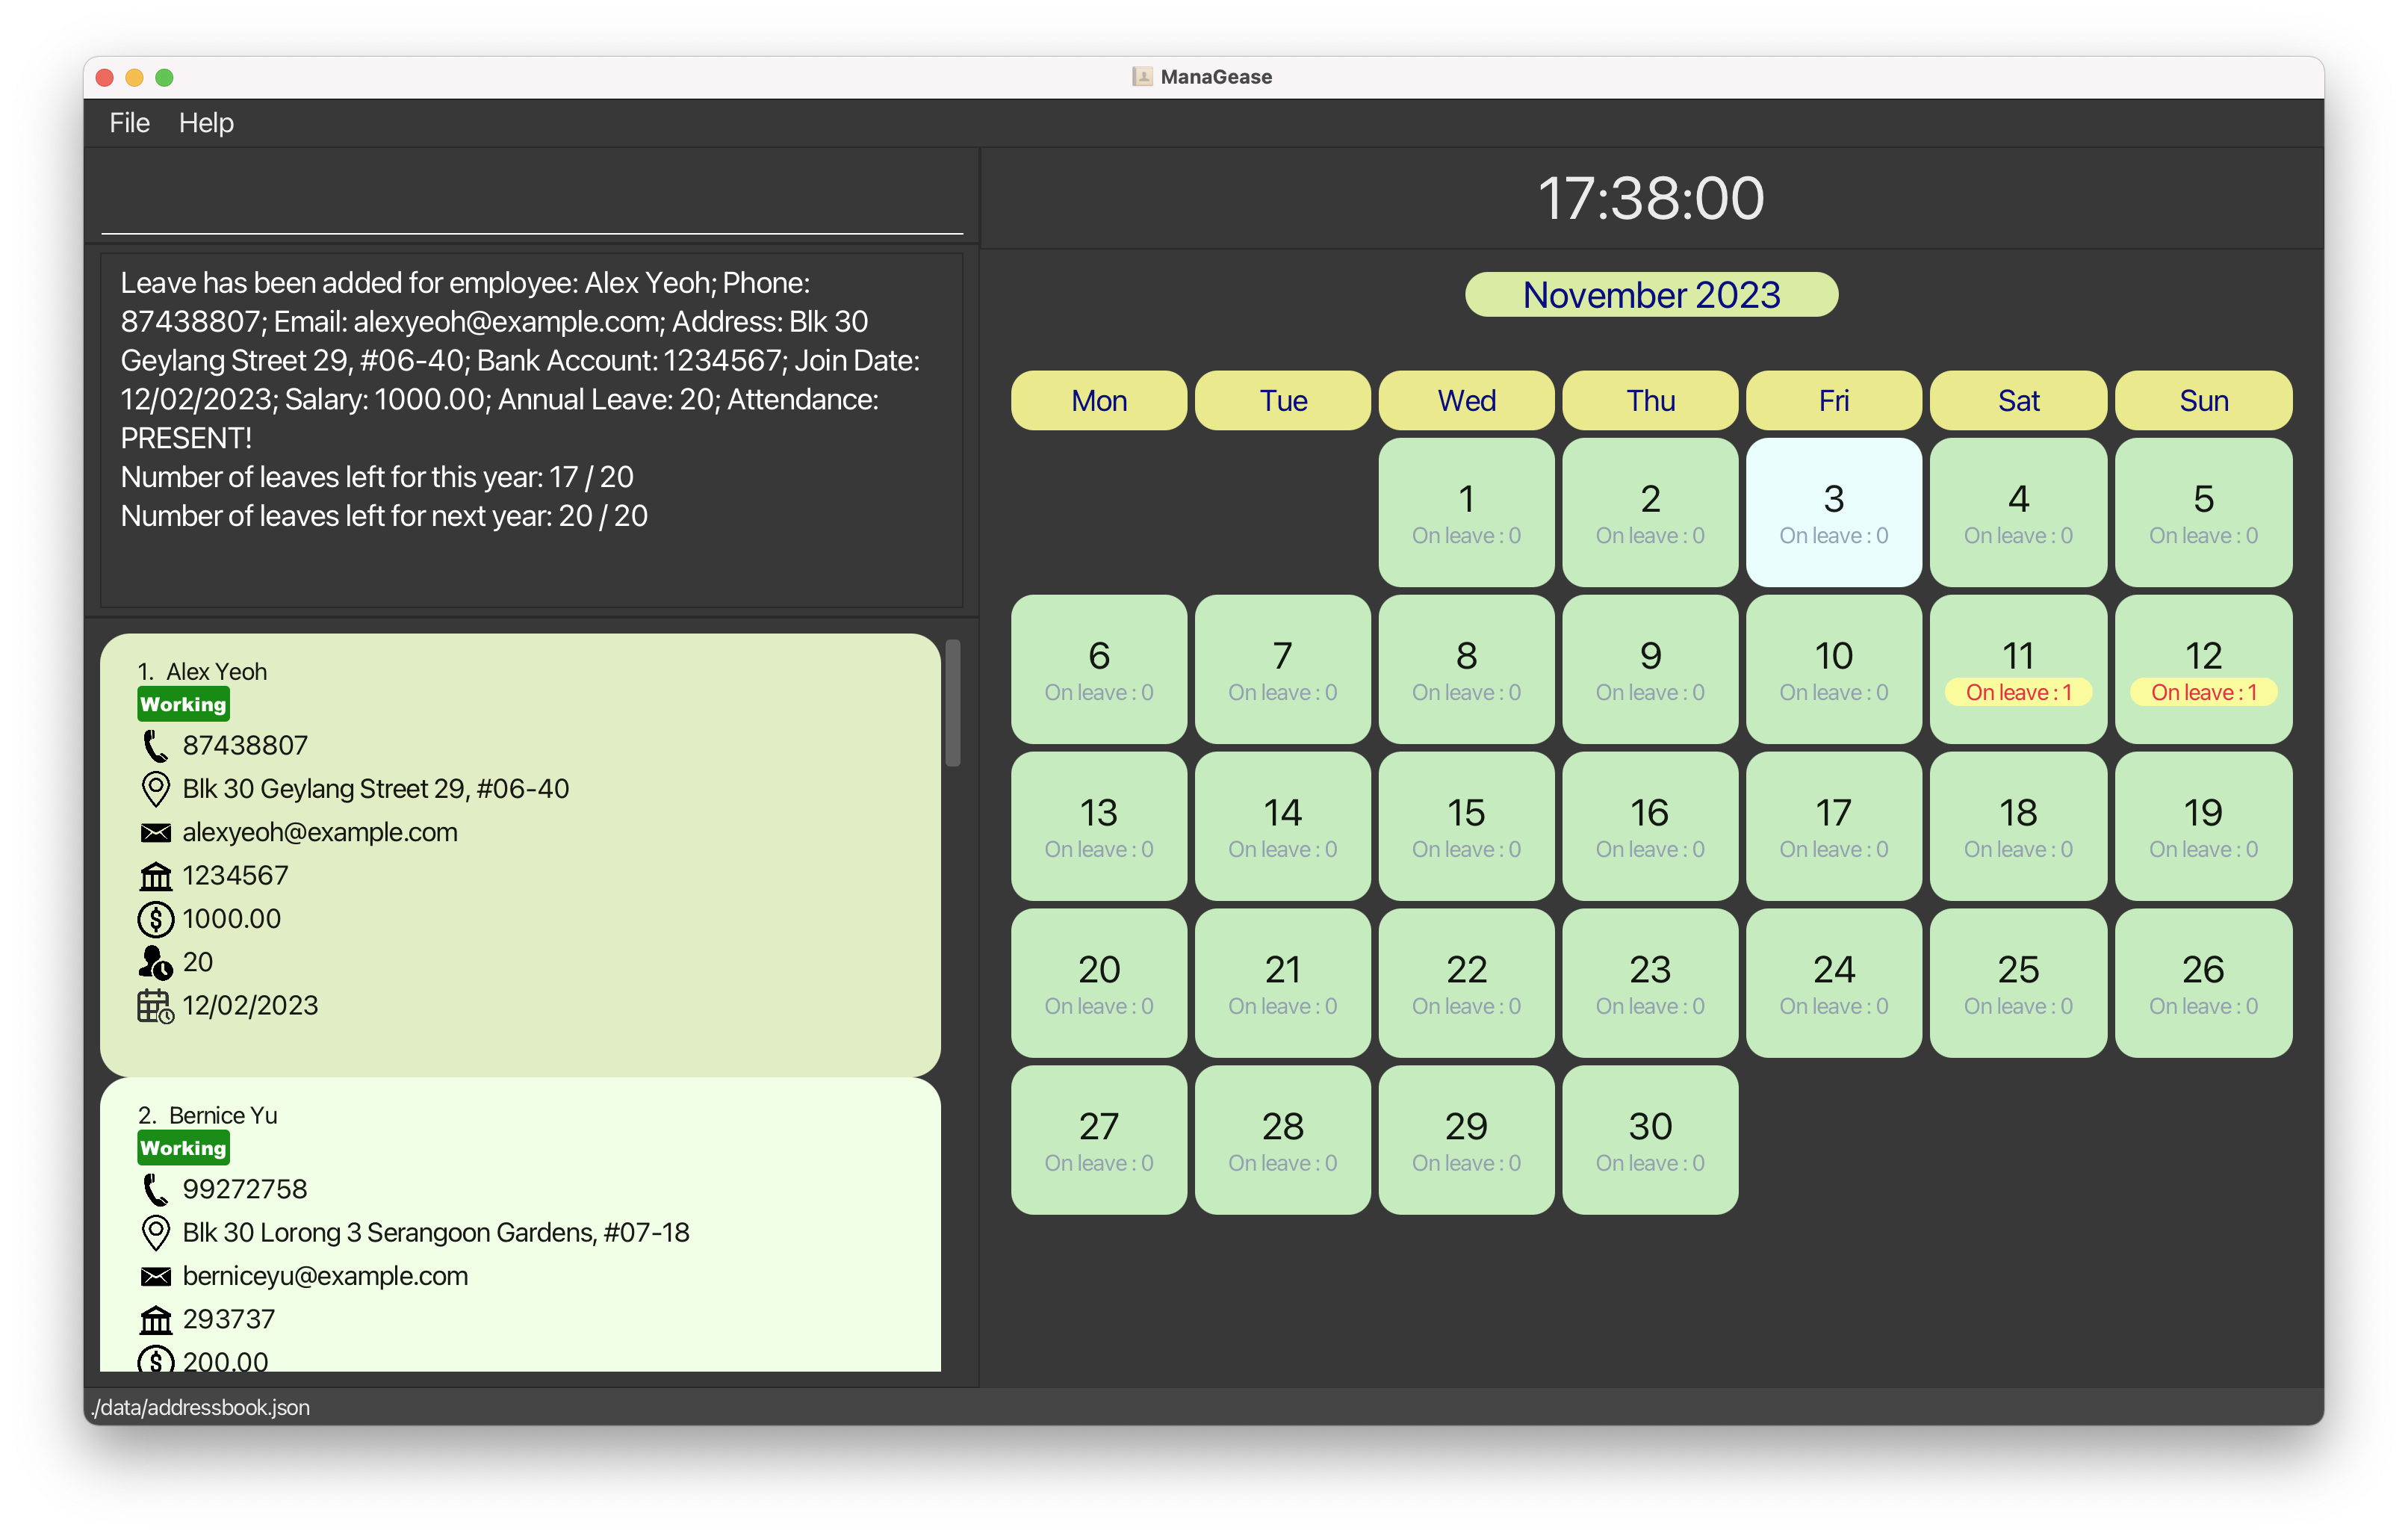 ManaGease
File Help
17:38:00
Leave has been added for employee: Alex Yeoh; Phone:
87438807; Email: alexyeoh@example.com; Address: Blk 30
Geylang Street 29, #06-40; Bank Account: 1234567; Join Date:
12/02/2023; Salary: 1000.00; Annual Leave: 20; Attendance:
PRESENT!
Number of leaves left for this year: 17 / 20
Number of leaves left for next year: 20 / 20
1. Alex Yeoh
Working
87438807
Blk 30 Geylang Street 29, #06-40
alexyeoh@example.com
1234567
$ 1000.00
20
12/02/2023
2. Bernice Yu
Working
99272758
Blk 30 Lorong 3 Serangoon Gardens, #07-18
berniceyu@example.com
293737
$ 200.00
November 2023
Mon Tue Wed Thu Fri Sat Sun
1 2 3 4 5
On leave : 0 On leave : 0 On leave : 0 On leave : 0 On leave : 0
6 7 8 9 10 11 12
On leave : 0 On leave : 0 On leave : 0 On leave : 0 On leave : 0 On leave : 1 On leave : 1
13 14 15 16 17 18 19
On leave : 0 On leave : 0 On leave : 0 On leave : 0 On leave : 0 On leave : 0 On leave : 0
20 21 22 23 24 25 26
On leave : 0 On leave : 0 On leave : 0 On leave : 0 On leave : 0 On leave : 0 On leave : 0
27 28 29 30
On leave : 0 On leave : 0 On leave : 0 On leave : 0
./data/addressbook.json